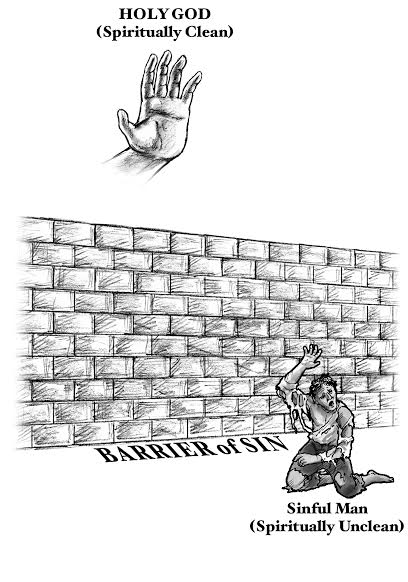 HOLY GOD
(Spiritually Clean)
BARRIER of SIN
Sinful Man
(Spiritually Unclean)